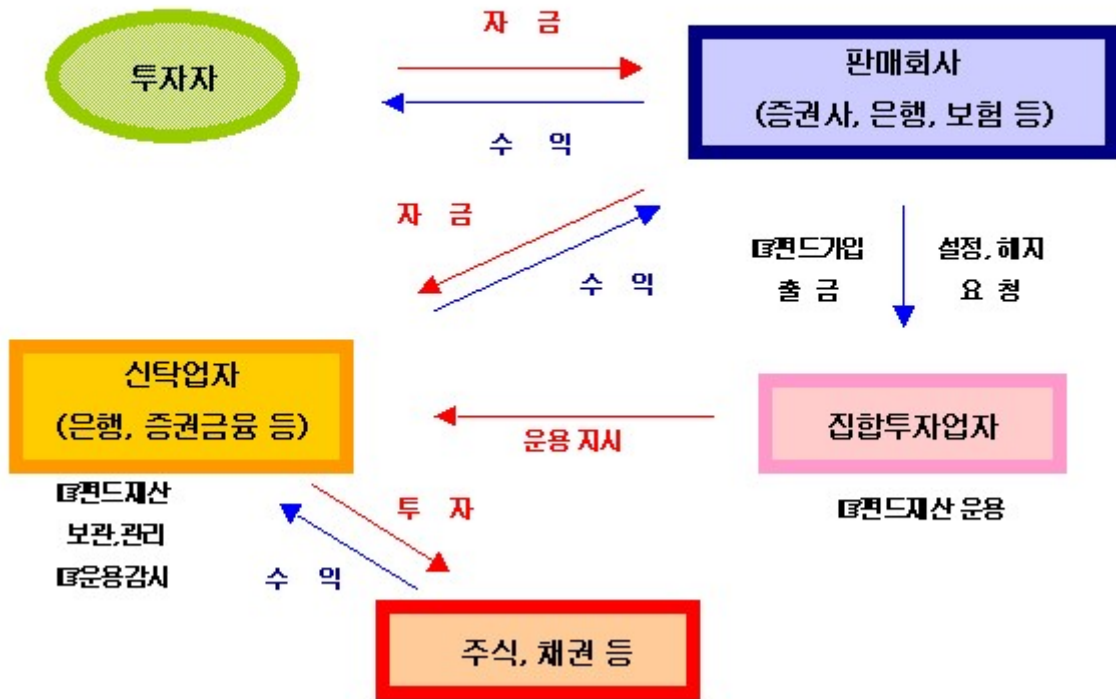 자 금
투자자
판매회사
(증권사, 은행, 보험 등)
수 익
자 금
수 익
☞펀드가입
출 금
설정, 해지
요 청
신탁업자
(은행, 증권금융 등)
운용 지시
집합투자업자
☞펀드재산
보관,관리
☞운용감시
투 자
수 익
☞펀드재산 운용
주식, 채권 등